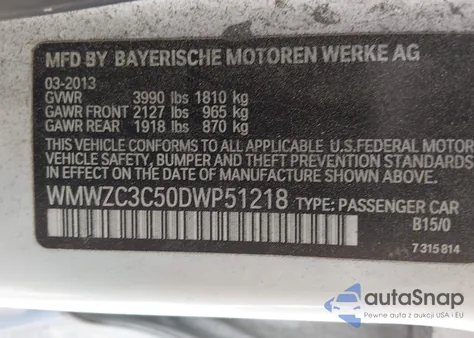 MFD BY BAYERISCHE MOTOREN WERKE AG
03-2013
GVWR 3990 lbs 1810 kg
GAWR FRONT 2127 lbs 965 kg
GAWR REAR 1918 lbs 870 kg
THIS VEHICLE CONFORMS TO ALL APPLICABLE U.S.FEDERAL MOTOR
VEHICLE SAFETY, BUMPER AND THEFT PREVENTION STANDARDS IN
EFFECT ON THE DATE OF MANUFACTURE SHOWN ABOVE.
WMWZC3C50DWP51218 TYPE: PASSENGER CAR
B15/0
7 315 814
autoSnap
Pewne auta z aukcji USA i EU